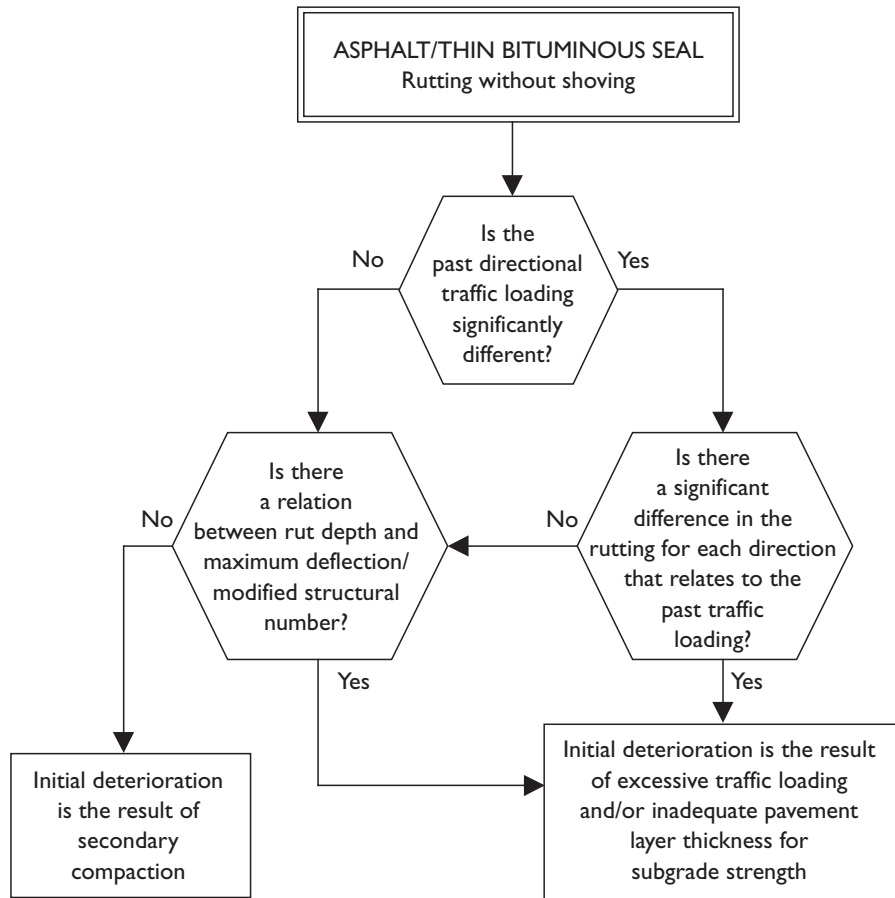 ASPHALT/THIN BITUMINOUS SEAL
Rutting without shoving
Is the
past directional
traffic loading
significantly
different?
No
Yes
Is there
a relation
between rut depth and
maximum deflection/
modified structural
number?
No
Yes
Is there
a significant
difference in the
rutting for each direction
that relates to the
past traffic
loading?
No
Yes
Initial deterioration
is the result of
secondary
compaction
Initial deterioration is the result
of excessive traffic loading
and/or inadequate pavement
layer thickness for
subgrade strength